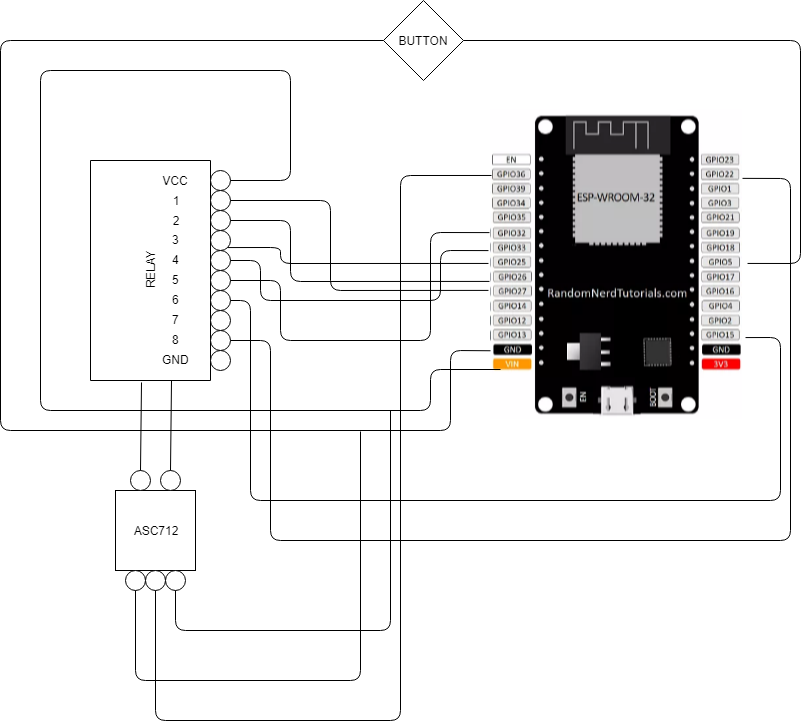 BUTTON
VCC
1
2
3
4
5
6
7
8
GND
RELAY
ASC712
EN
GPIO36
GPIO39
GPIO34
GPIO35
GPIO32
GPIO33
GPIO25
GPIO26
GPIO27
GPIO14
GPIO12
GPIO13
GND
VIN
ESP-WROOM-32
RandomNerdTutorials.com
EN
BOOT
GPIO23
GPIO22
GPIO1
GPIO3
GPIO21
GPIO19
GPIO18
GPIO5
GPIO17
GPIO16
GPIO4
GPIO2
GPIO15
GND
3V3